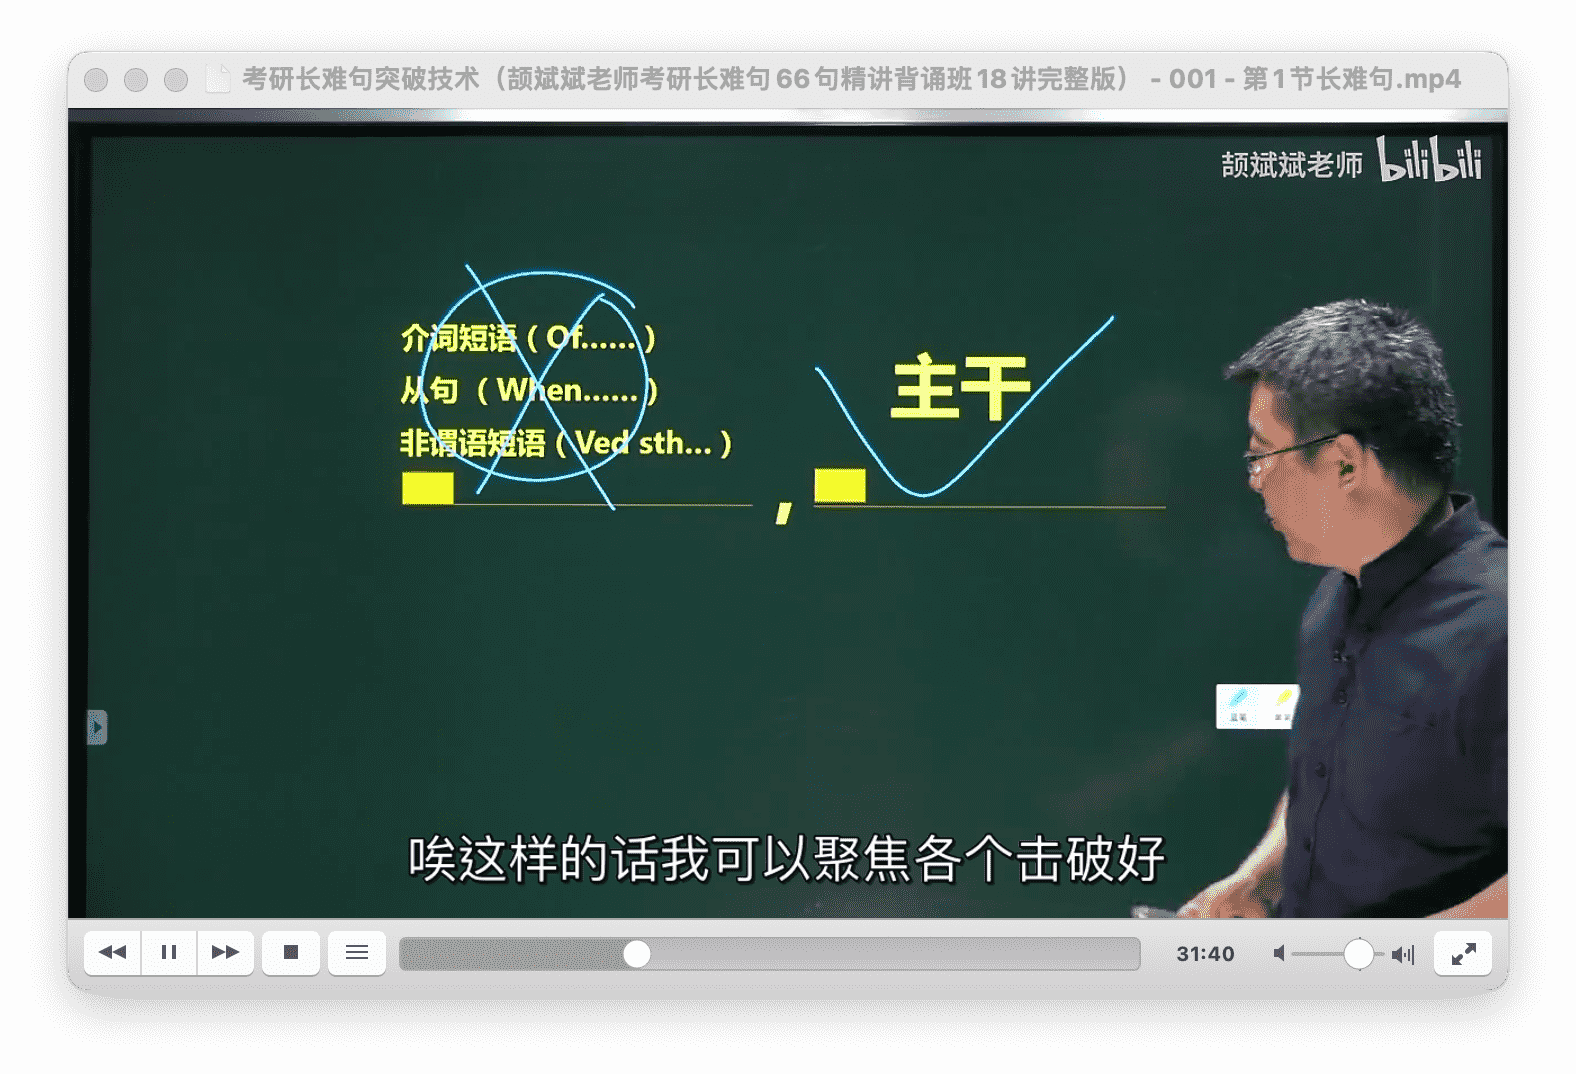 考研长难句突破技术（颉斌斌老师考研长难句66句精讲背诵班18讲完整版） - 001 - 第1节长难句.mp4
颉斌斌老师 bilibili
介词短语（Of……）
从句（When……）
非谓语短语（Ved sth…）
，
主干
唉这样的话我可以聚焦各个击破好
31:40